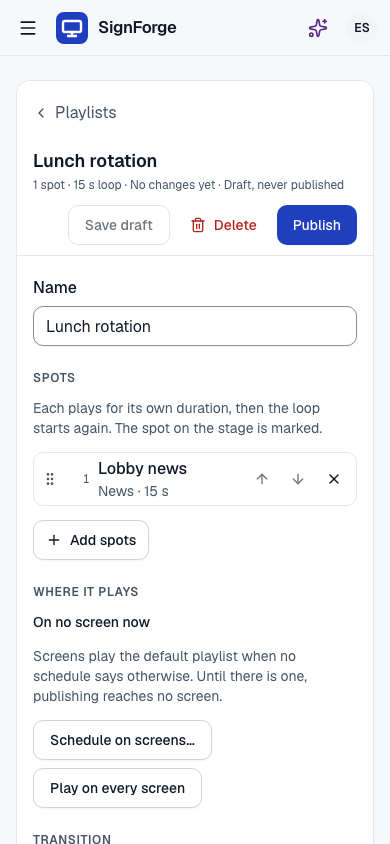 SignForge
ES
Playlists
Lunch rotation
1 spot · 15 s loop · No changes yet · Draft, never published
Save draft
Delete
Publish
Name
Lunch rotation
SPOTS
Each plays for its own duration, then the loop
starts again. The spot on the stage is marked.
1
Lobby news
News · 15 s
Add spots
WHERE IT PLAYS
On no screen now
Screens play the default playlist when no
schedule says otherwise. Until there is one,
publishing reaches no screen.
Schedule on screens...
Play on every screen
TRANSITION